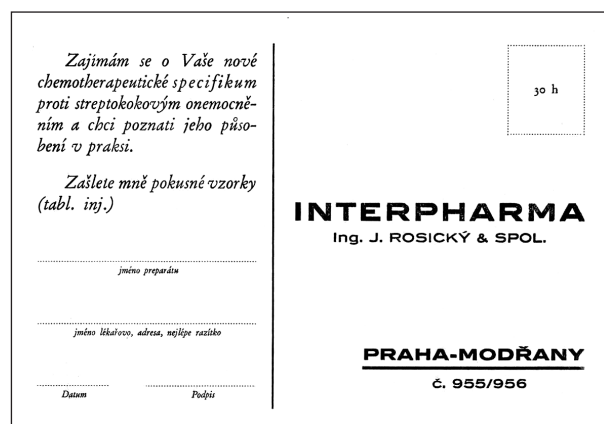 Zajímám se o Vaše nové
chemotherapeutické specifikum
proti streptokokovým onemocně-
ním a chci poznati jeho půso-
bení v praksi.
Zašlete mně pokusné vzorky
(tabl. inj.)
jméno preparátu
jméno lékařovo, adresa, nejlépe razítko
Datum Podpis
30 h
INTERPHARMA
Ing. J. ROSICKÝ & SPOL.
PRAHA-MODŘANY
č. 955/956